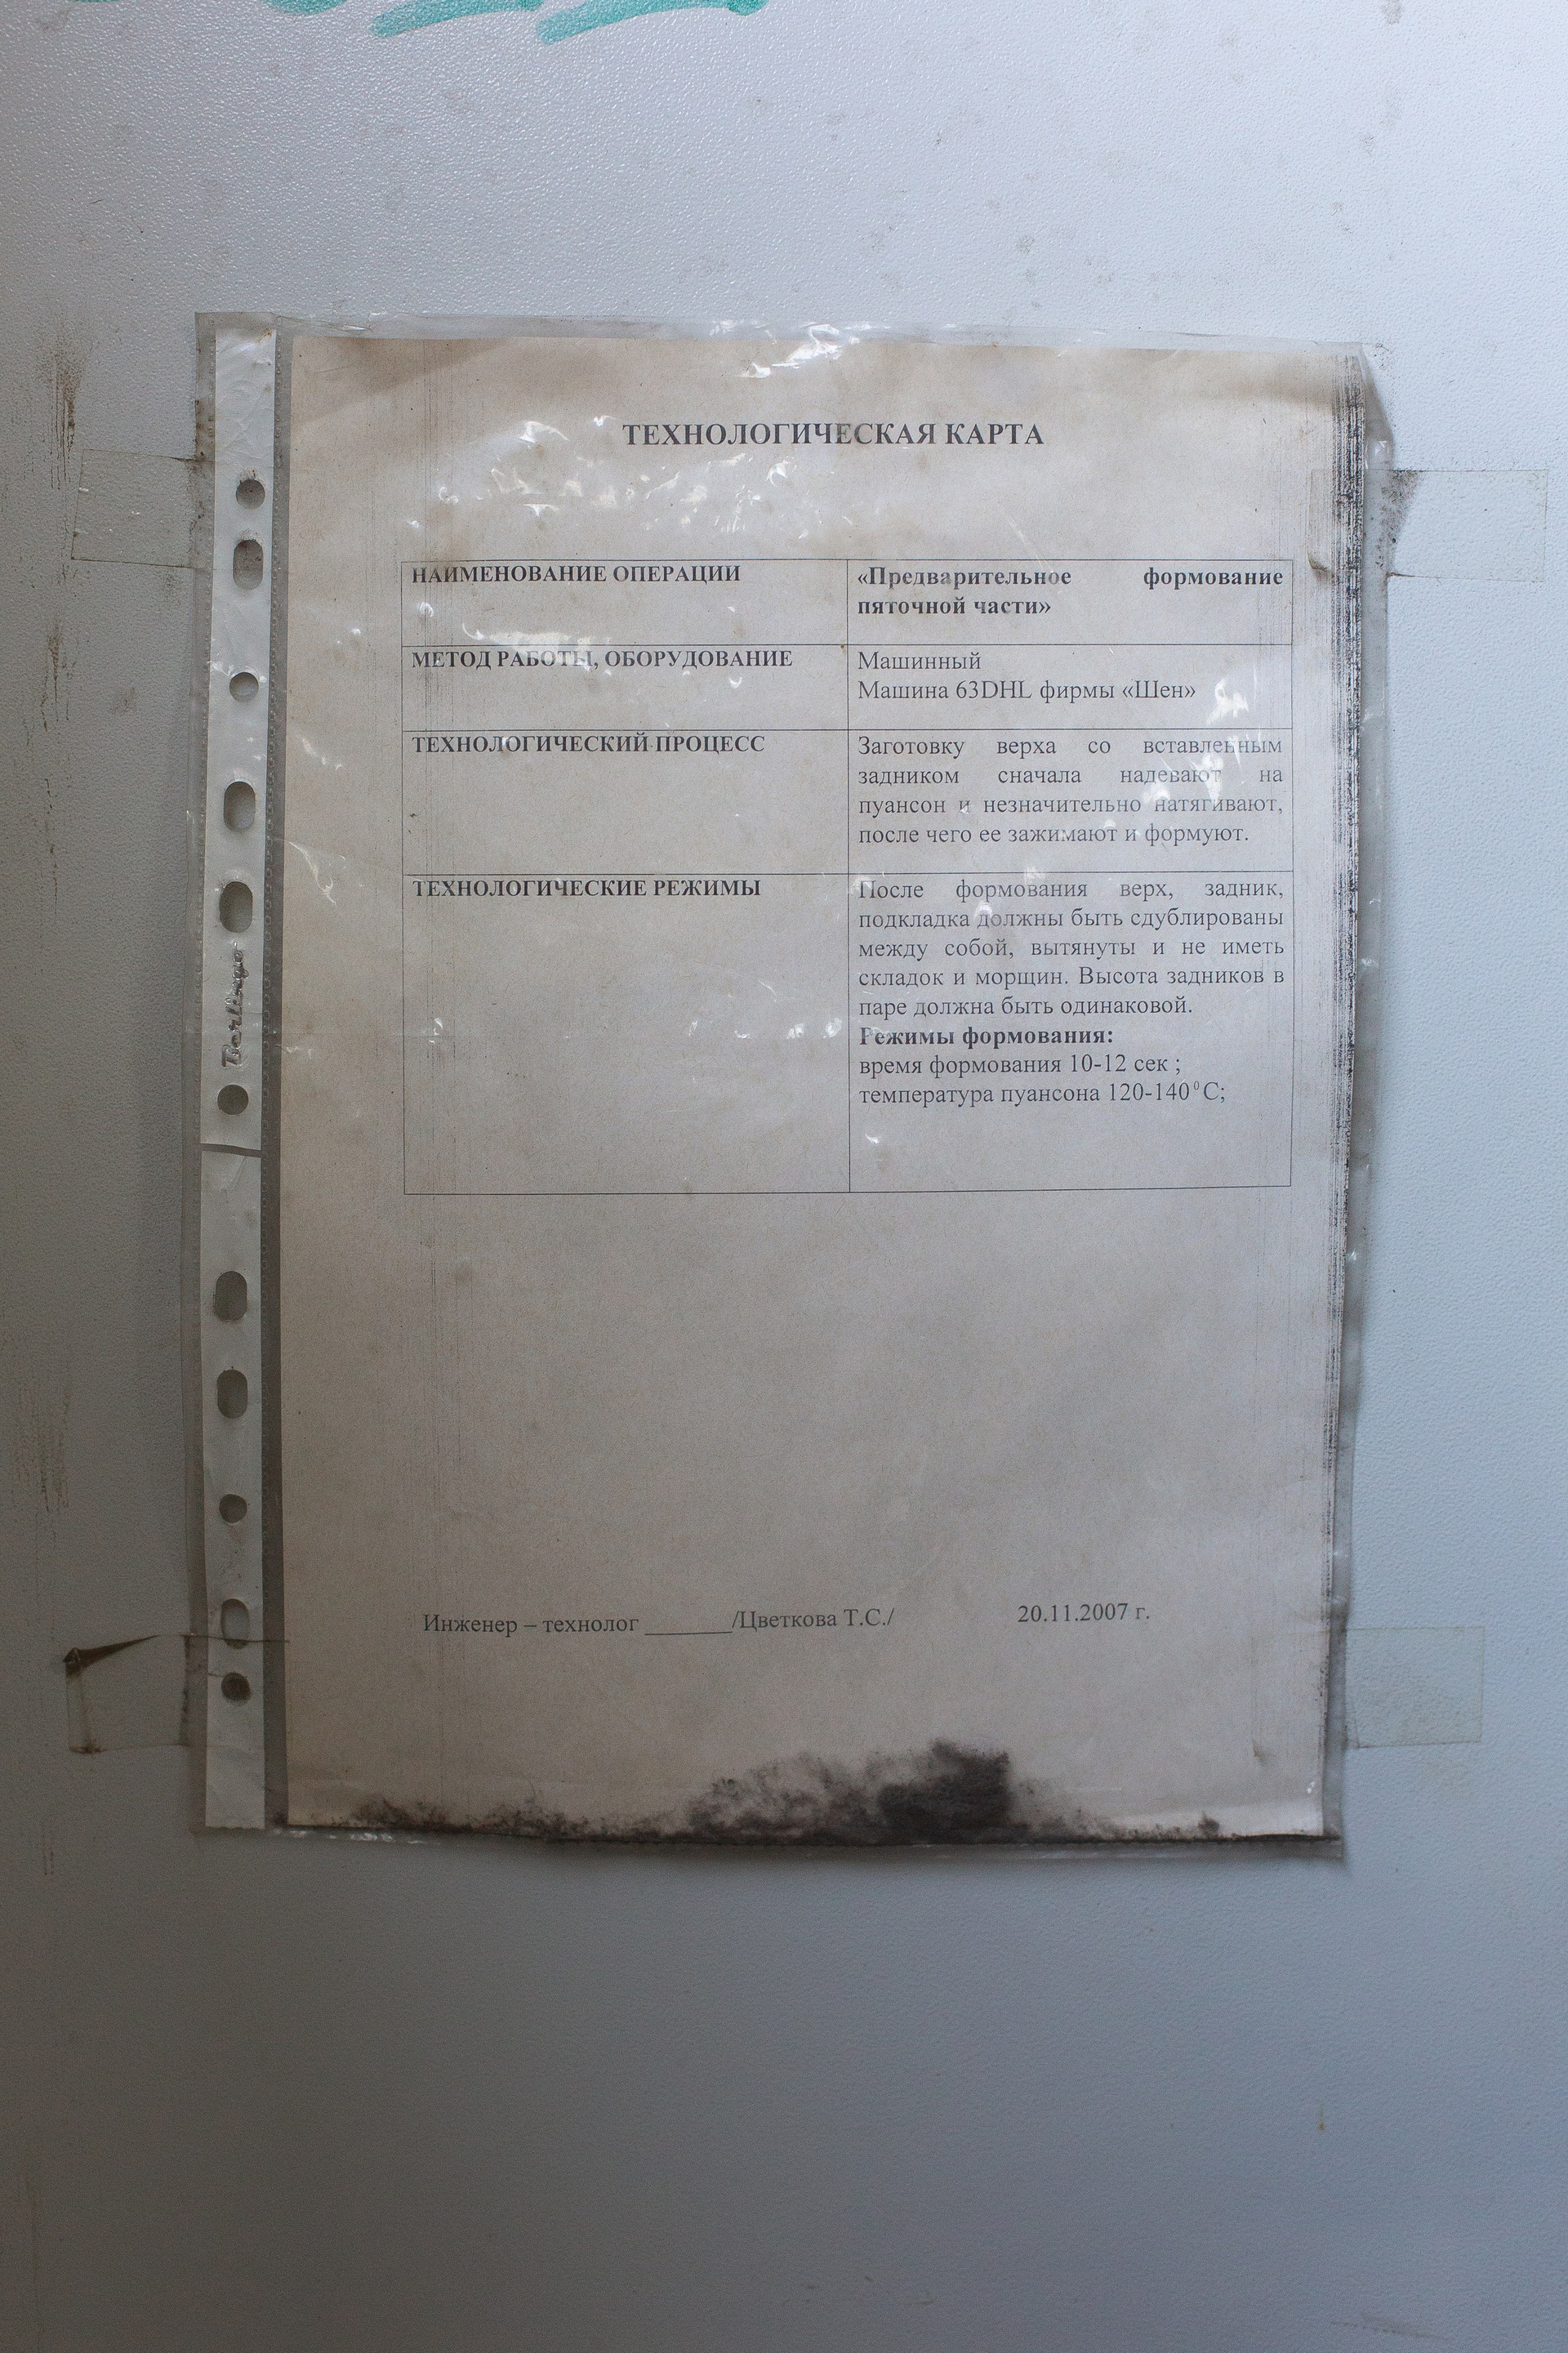 ТЕХНОЛОГИЧЕСКАЯ КАРТА
НАИМЕНОВАНИЕ ОПЕРАЦИИ
«Предварительное формование
пяточной части»
МЕТОД РАБОТЫ, ОБОРУДОВАНИЕ
Машинный
Машина 63DHL фирмы «Шен»
ТЕХНОЛОГИЧЕСКИЙ ПРОЦЕСС
Заготовку верха со вставленным
задником сначала надевают на
пуансон и незначительно натягивают,
после чего ее зажимают и формуют.
ТЕХНОЛОГИЧЕСКИЕ РЕЖИМЫ
После формования верх, задник,
подкладка должны быть сдублированы
между собой, вытянуты и не иметь
складок и морщин. Высота задников в
паре должна быть одинаковой.
Режимы формования:
время формования 10-12 сек ;
температура пуансона 120-140⁰С;
Инженер – технолог ________/Цветкова Т.С./ 20.11.2007 г.
Berlingo